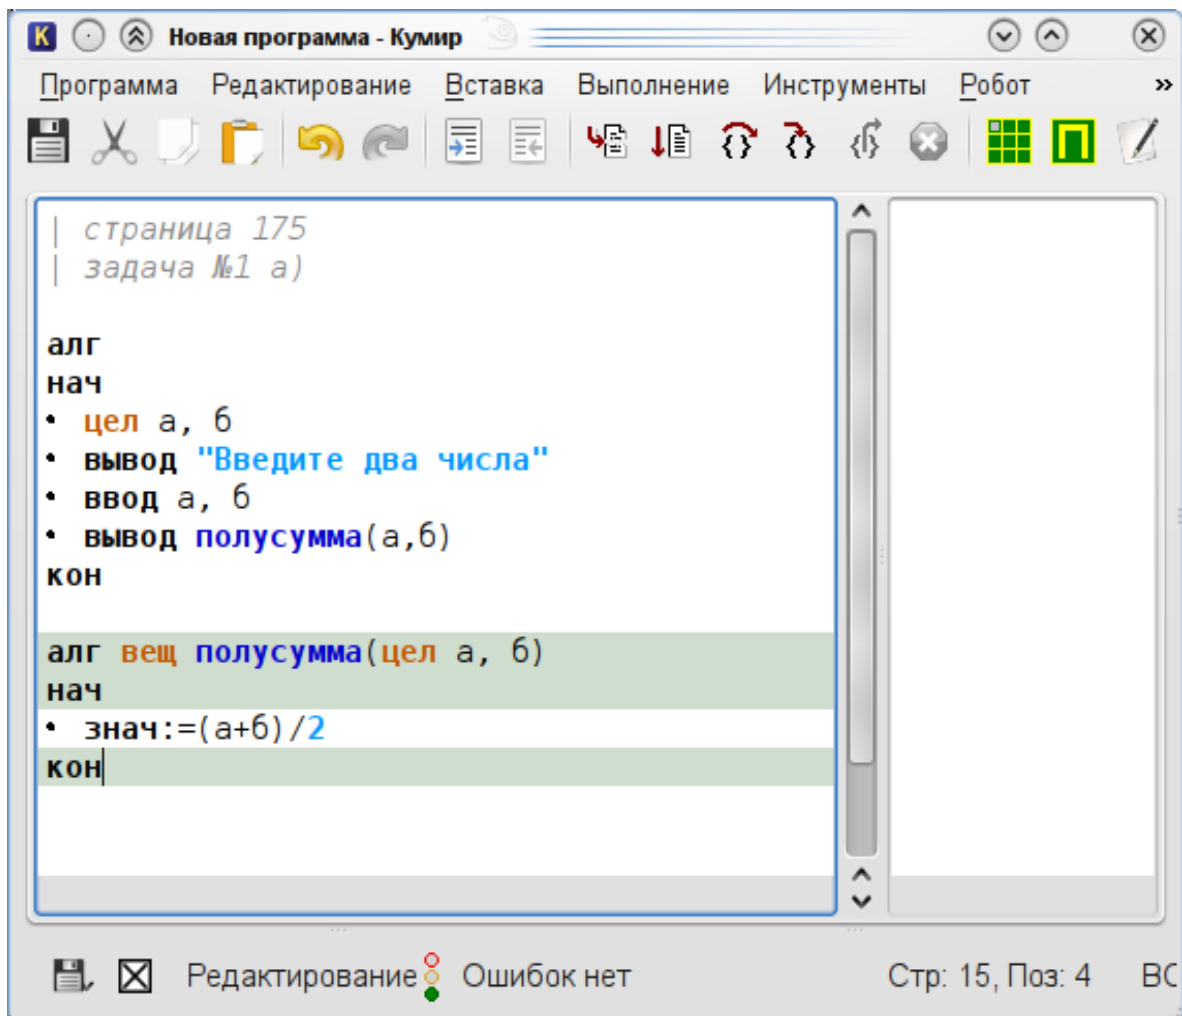 К Новая программа - Кумир
Программа Редактирование Вставка Выполнение Инструменты Робот »
| страница 175
| задача №1 а)
алг
нач
• цел а, б
• вывод "Введите два числа"
• ввод а, б
• вывод полусумма(а,б)
кон
алг вещ полусумма(цел а, б)
нач
• знач:=(а+б)/2
кон
Редактирование Ошибок нет Стр: 15, Поз: 4